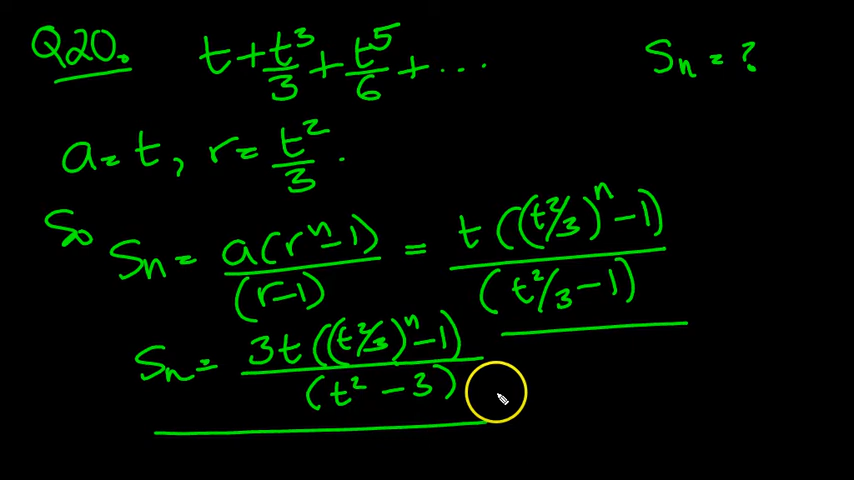 Q20. t + t³/3 + t⁵/6 + ... Sn = ?
a = t, r = t²/3.
So Sn = a(rⁿ-1)/(r-1) = t((t²/3)ⁿ-1)/(t²/3-1)
Sn = 3t((t²/3)ⁿ-1)/(t²-3)